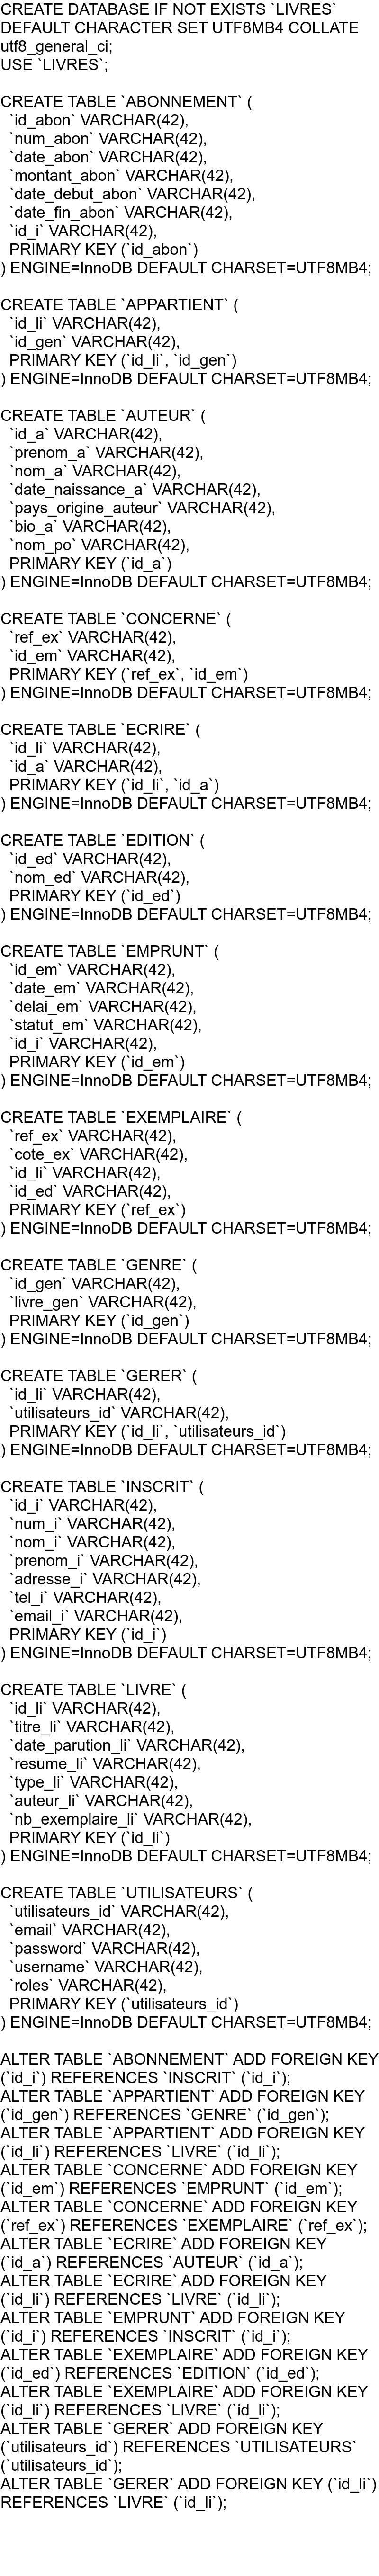 CREATE DATABASE IF NOT EXISTS `LIVRES`
DEFAULT CHARACTER SET UTF8MB4 COLLATE
utf8_general_ci;
USE `LIVRES`;

CREATE TABLE `ABONNEMENT` (
  `id_abon` VARCHAR(42),
  `num_abon` VARCHAR(42),
  `date_abon` VARCHAR(42),
  `montant_abon` VARCHAR(42),
  `date_debut_abon` VARCHAR(42),
  `date_fin_abon` VARCHAR(42),
  `id_i` VARCHAR(42),
  PRIMARY KEY (`id_abon`)
) ENGINE=InnoDB DEFAULT CHARSET=UTF8MB4;

CREATE TABLE `APPARTIENT` (
  `id_li` VARCHAR(42),
  `id_gen` VARCHAR(42),
  PRIMARY KEY (`id_li`, `id_gen`)
) ENGINE=InnoDB DEFAULT CHARSET=UTF8MB4;

CREATE TABLE `AUTEUR` (
  `id_a` VARCHAR(42),
  `prenom_a` VARCHAR(42),
  `nom_a` VARCHAR(42),
  `date_naissance_a` VARCHAR(42),
  `pays_origine_auteur` VARCHAR(42),
  `bio_a` VARCHAR(42),
  `nom_po` VARCHAR(42),
  PRIMARY KEY (`id_a`)
) ENGINE=InnoDB DEFAULT CHARSET=UTF8MB4;

CREATE TABLE `CONCERNE` (
  `ref_ex` VARCHAR(42),
  `id_em` VARCHAR(42),
  PRIMARY KEY (`ref_ex`, `id_em`)
) ENGINE=InnoDB DEFAULT CHARSET=UTF8MB4;

CREATE TABLE `ECRIRE` (
  `id_li` VARCHAR(42),
  `id_a` VARCHAR(42),
  PRIMARY KEY (`id_li`, `id_a`)
) ENGINE=InnoDB DEFAULT CHARSET=UTF8MB4;

CREATE TABLE `EDITION` (
  `id_ed` VARCHAR(42),
  `nom_ed` VARCHAR(42),
  PRIMARY KEY (`id_ed`)
) ENGINE=InnoDB DEFAULT CHARSET=UTF8MB4;

CREATE TABLE `EMPRUNT` (
  `id_em` VARCHAR(42),
  `date_em` VARCHAR(42),
  `delai_em` VARCHAR(42),
  `statut_em` VARCHAR(42),
  `id_i` VARCHAR(42),
  PRIMARY KEY (`id_em`)
) ENGINE=InnoDB DEFAULT CHARSET=UTF8MB4;

CREATE TABLE `EXEMPLAIRE` (
  `ref_ex` VARCHAR(42),
  `cote_ex` VARCHAR(42),
  `id_li` VARCHAR(42),
  `id_ed` VARCHAR(42),
  PRIMARY KEY (`ref_ex`)
) ENGINE=InnoDB DEFAULT CHARSET=UTF8MB4;

CREATE TABLE `GENRE` (
  `id_gen` VARCHAR(42),
  `livre_gen` VARCHAR(42),
  PRIMARY KEY (`id_gen`)
) ENGINE=InnoDB DEFAULT CHARSET=UTF8MB4;

CREATE TABLE `GERER` (
  `id_li` VARCHAR(42),
  `utilisateurs_id` VARCHAR(42),
  PRIMARY KEY (`id_li`, `utilisateurs_id`)
) ENGINE=InnoDB DEFAULT CHARSET=UTF8MB4;

CREATE TABLE `INSCRIT` (
  `id_i` VARCHAR(42),
  `num_i` VARCHAR(42),
  `nom_i` VARCHAR(42),
  `prenom_i` VARCHAR(42),
  `adresse_i` VARCHAR(42),
  `tel_i` VARCHAR(42),
  `email_i` VARCHAR(42),
  PRIMARY KEY (`id_i`)
) ENGINE=InnoDB DEFAULT CHARSET=UTF8MB4;

CREATE TABLE `LIVRE` (
  `id_li` VARCHAR(42),
  `titre_li` VARCHAR(42),
  `date_parution_li` VARCHAR(42),
  `resume_li` VARCHAR(42),
  `type_li` VARCHAR(42),
  `auteur_li` VARCHAR(42),
  `nb_exemplaire_li` VARCHAR(42),
  PRIMARY KEY (`id_li`)
) ENGINE=InnoDB DEFAULT CHARSET=UTF8MB4;

CREATE TABLE `UTILISATEURS` (
  `utilisateurs_id` VARCHAR(42),
  `email` VARCHAR(42),
  `password` VARCHAR(42),
  `username` VARCHAR(42),
  `roles` VARCHAR(42),
  PRIMARY KEY (`utilisateurs_id`)
) ENGINE=InnoDB DEFAULT CHARSET=UTF8MB4;

ALTER TABLE `ABONNEMENT` ADD FOREIGN KEY
(`id_i`) REFERENCES `INSCRIT` (`id_i`);
ALTER TABLE `APPARTIENT` ADD FOREIGN KEY
(`id_gen`) REFERENCES `GENRE` (`id_gen`);
ALTER TABLE `APPARTIENT` ADD FOREIGN KEY
(`id_li`) REFERENCES `LIVRE` (`id_li`);
ALTER TABLE `CONCERNE` ADD FOREIGN KEY
(`id_em`) REFERENCES `EMPRUNT` (`id_em`);
ALTER TABLE `CONCERNE` ADD FOREIGN KEY
(`ref_ex`) REFERENCES `EXEMPLAIRE` (`ref_ex`);
ALTER TABLE `ECRIRE` ADD FOREIGN KEY
(`id_a`) REFERENCES `AUTEUR` (`id_a`);
ALTER TABLE `ECRIRE` ADD FOREIGN KEY
(`id_li`) REFERENCES `LIVRE` (`id_li`);
ALTER TABLE `EMPRUNT` ADD FOREIGN KEY
(`id_i`) REFERENCES `INSCRIT` (`id_i`);
ALTER TABLE `EXEMPLAIRE` ADD FOREIGN KEY
(`id_ed`) REFERENCES `EDITION` (`id_ed`);
ALTER TABLE `EXEMPLAIRE` ADD FOREIGN KEY
(`id_li`) REFERENCES `LIVRE` (`id_li`);
ALTER TABLE `GERER` ADD FOREIGN KEY
(`utilisateurs_id`) REFERENCES `UTILISATEURS`
(`utilisateurs_id`);
ALTER TABLE `GERER` ADD FOREIGN KEY (`id_li`)
REFERENCES `LIVRE` (`id_li`);